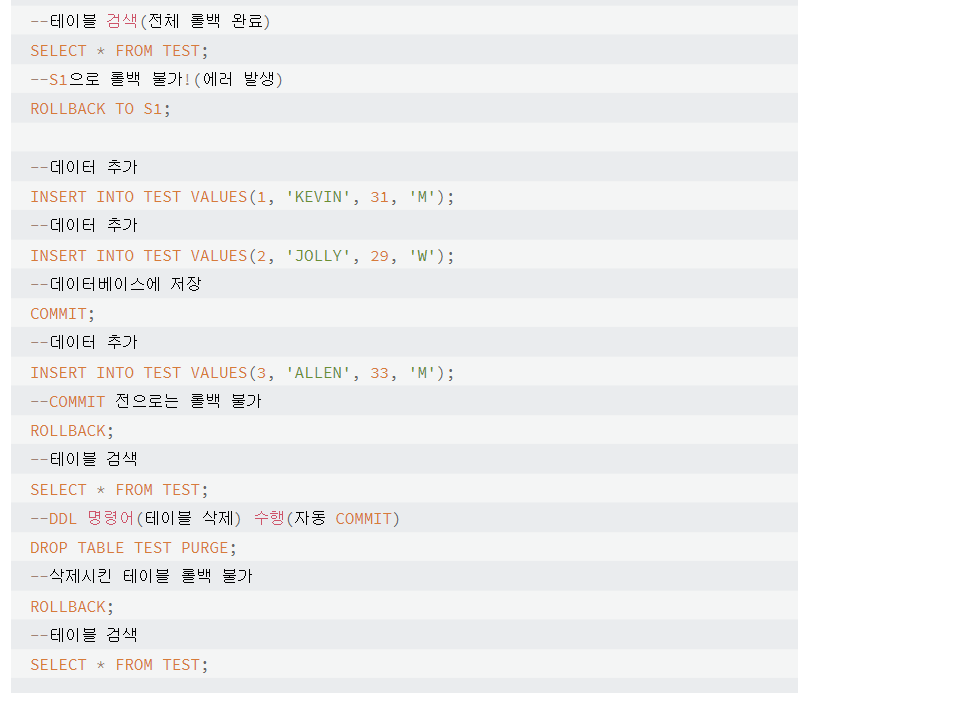 --테이블 검색(전체 롤백 완료)
SELECT * FROM TEST;
--S1으로 롤백 불가!(에러 발생)
ROLLBACK TO S1;
--데이터 추가
INSERT INTO TEST VALUES(1, 'KEVIN', 31, 'M');
--데이터 추가
INSERT INTO TEST VALUES(2, 'JOLLY', 29, 'W');
--데이터베이스에 저장
COMMIT;
--데이터 추가
INSERT INTO TEST VALUES(3, 'ALLEN', 33, 'M');
--COMMIT 전으로는 롤백 불가
ROLLBACK;
--테이블 검색
SELECT * FROM TEST;
--DDL 명령어(테이블 삭제) 수행(자동 COMMIT)
DROP TABLE TEST PURGE;
--삭제시킨 테이블 롤백 불가
ROLLBACK;
--테이블 검색
SELECT * FROM TEST;